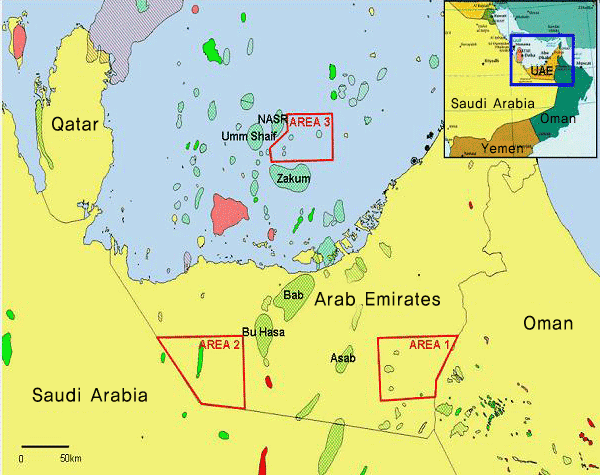 Qatar
NASR
AREA 3
Umm Shaif
Zakum
UAE
Saudi Arabia
Oman
Yemen
Bab
Arab Emirates
Bu Hasa
Oman
AREA 2
AREA 1
Asab
Saudi Arabia
0
50km